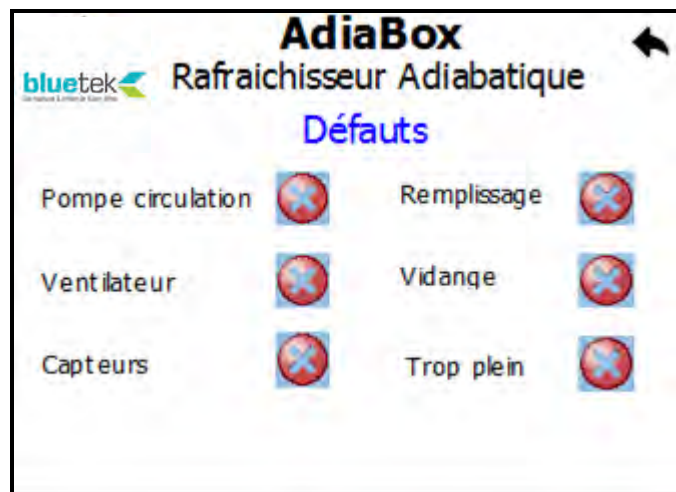 AdiaBox
bluetek
Rafraichisseur Adiabatique
Défauts
Pompe circulation
Remplissage
Ventilateur
Vidange
Capteurs
Trop plein